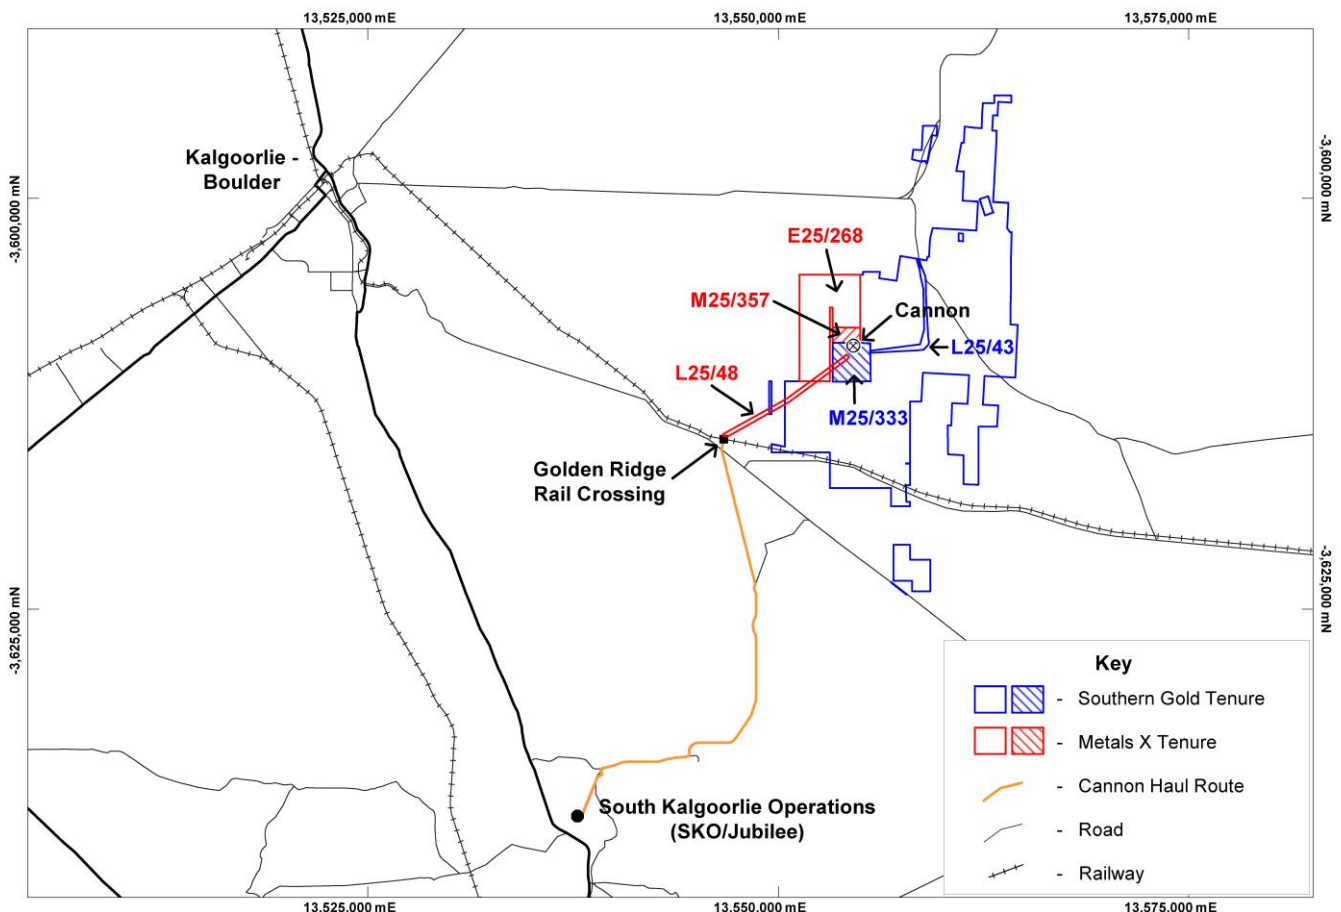 13,525,000 mE
13,550,000 mE
13,575,000 mE
-3,600,000 mN
-3,600,000 mN
Kalgoorlie -
Boulder
E25/268
M25/357
Cannon
L25/43
L25/48
M25/333
Golden Ridge
Rail Crossing
-3,625,000 mN
-3,625,000 mN
South Kalgoorlie Operations
(SKO/Jubilee)
Key
- Southern Gold Tenure
- Metals X Tenure
- Cannon Haul Route
- Road
- Railway
13,525,000 mE
13,550,000 mE
13,575,000 mE